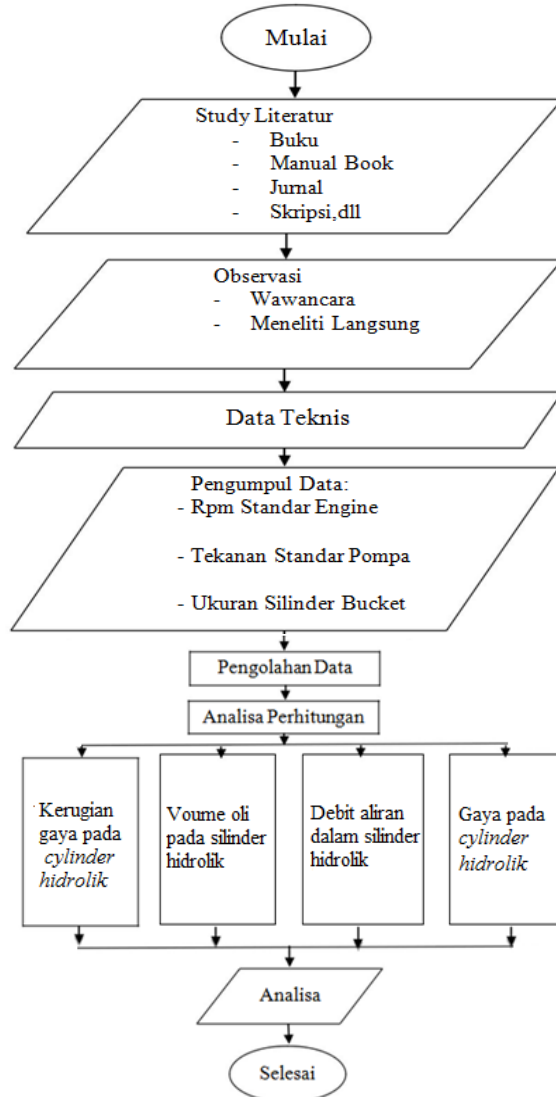 Mulai
Study Literatur
- Buku
- Manual Book
- Jurnal
- Skripsi,dll
Observasi
- Wawancara
- Meneliti Langsung
Data Teknis
Pengumpul Data:
- Rpm Standar Engine
- Tekanan Standar Pompa
- Ukuran Silinder Bucket
Pengolahan Data
Analisa Perhitungan
Kerugian
gaya pada
cylinder
hidrolik
Voume oli
pada silinder
hidrolik
Debit aliran
dalam silinder
hidrolik
Gaya pada
cylinder
hidrolik
Analisa
Selesai